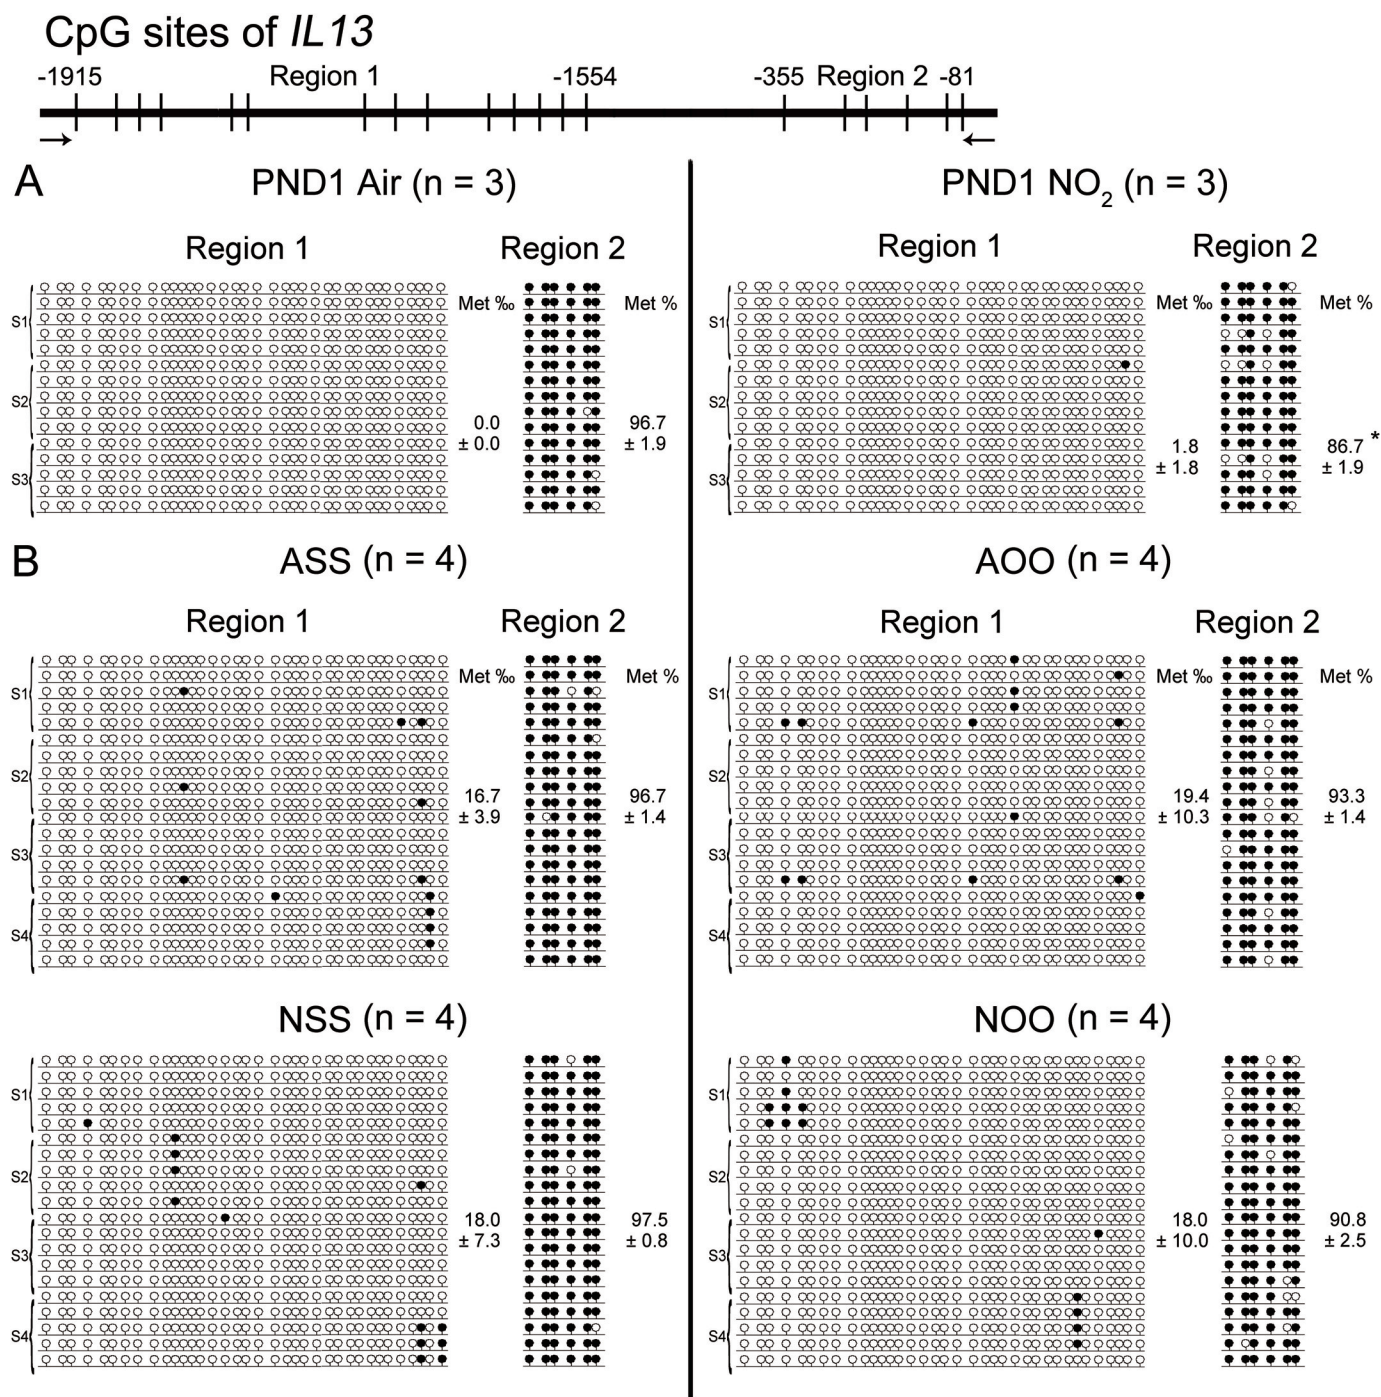 CpG sites of IL13
-1915 Region 1 -1554 -355 Region 2 -81
A PND1 Air (n = 3) PND1 NO2 (n = 3)
Region 1 Region 2 Region 1 Region 2
Met ‰ Met % Met ‰ Met %
S1 S1
S2 S2
0.0 96.7
± 0.0 ± 1.9
1.8 86.7 *
± 1.8 ± 1.9
S3 S3
B ASS (n = 4) AOO (n = 4)
Region 1 Region 2 Region 1 Region 2
Met ‰ Met % Met ‰ Met %
S1 S1
S2 S2
16.7 96.7 19.4 93.3
± 3.9 ± 1.4 ± 10.3 ± 1.4
S3 S3
S4 S4
NSS (n = 4) NOO (n = 4)
S1 S1
S2 S2
18.0 97.5 18.0 90.8
± 7.3 ± 0.8 ± 10.0 ± 2.5
S3 S3
S4 S4